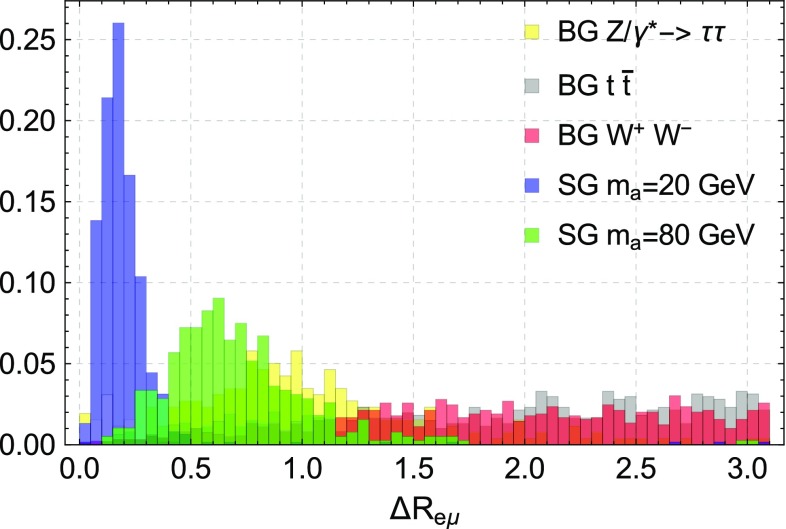 BG Z/γ*−> ττ
BG t t̄
BG W⁺ W⁻
SG mₐ=20 GeV
SG mₐ=80 GeV
0.25
0.20
0.15
0.10
0.05
0.00
0.0 0.5 1.0 1.5 2.0 2.5 3.0
ΔR_eμ